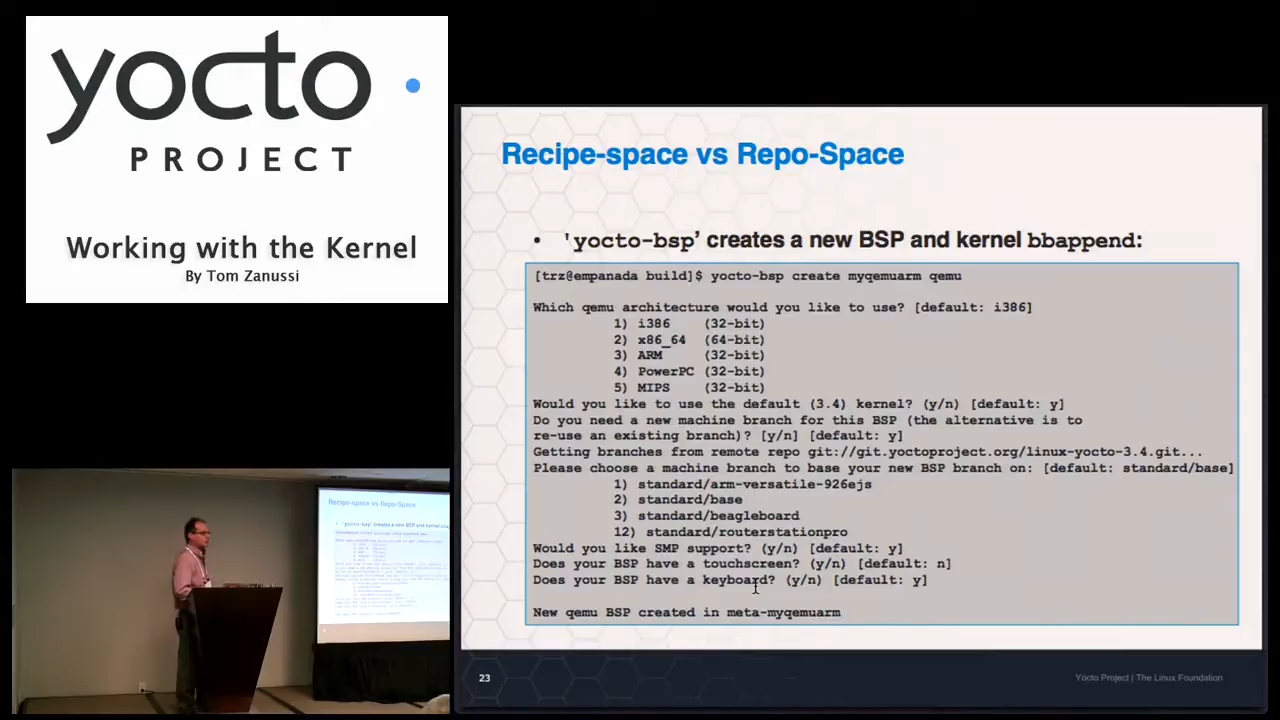 yocto
PROJECT
Working with the Kernel
By Tom Zanussi
Recipe-space vs Repo-Space
• 'yocto-bsp’ creates a new BSP and kernel bbappend:
[trz@empanada build]$ yocto-bsp create myqemuarm qemu
Which qemu architecture would you like to use? [default: i386]
1) i386 (32-bit)
2) x86_64 (64-bit)
3) ARM (32-bit)
4) PowerPC (32-bit)
5) MIPS (32-bit)
Would you like to use the default (3.4) kernel? (y/n) [default: y]
Do you need a new machine branch for this BSP (the alternative is to
re-use an existing branch)? [y/n] [default: y]
Getting branches from remote repo git://git.yoctoproject.org/linux-yocto-3.4.git...
Please choose a machine branch to base your new BSP branch on: [default: standard/base]
1) standard/arm-versatile-926ejs
2) standard/base
3) standard/beagleboard
12) standard/routerstationpro
Would you like SMP support? (y/n) [default: y]
Does your BSP have a touchscreen? (y/n) [default: n]
Does your BSP have a keyboard? (y/n) [default: y]
New qemu BSP created in meta-myqemuarm
23
Yocto Project | The Linux Foundation
Recipe-space vs Repo-Space